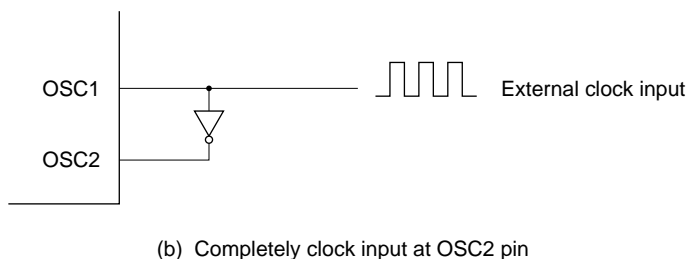 OSC1
External clock input
OSC2
(b) Completely clock input at OSC2 pin